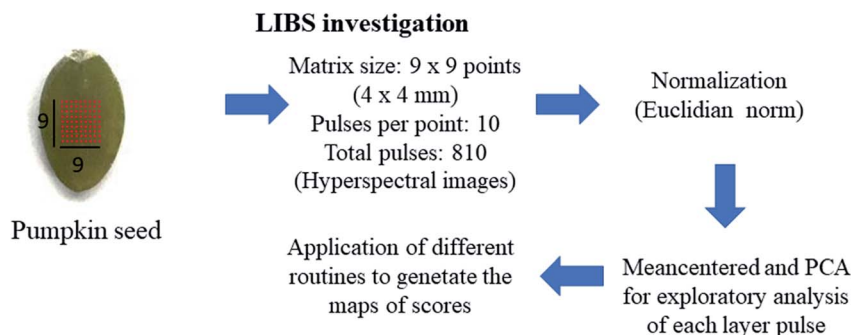 LIBS investigation
9
9
Pumpkin seed
Matrix size: 9 x 9 points
(4 x 4 mm)
Pulses per point: 10
Total pulses: 810
(Hyperspectral images)
Normalization
(Euclidian norm)
Meancentered and PCA
for exploratory analysis
of each layer pulse
Application of different
routines to genetate the
maps of scores